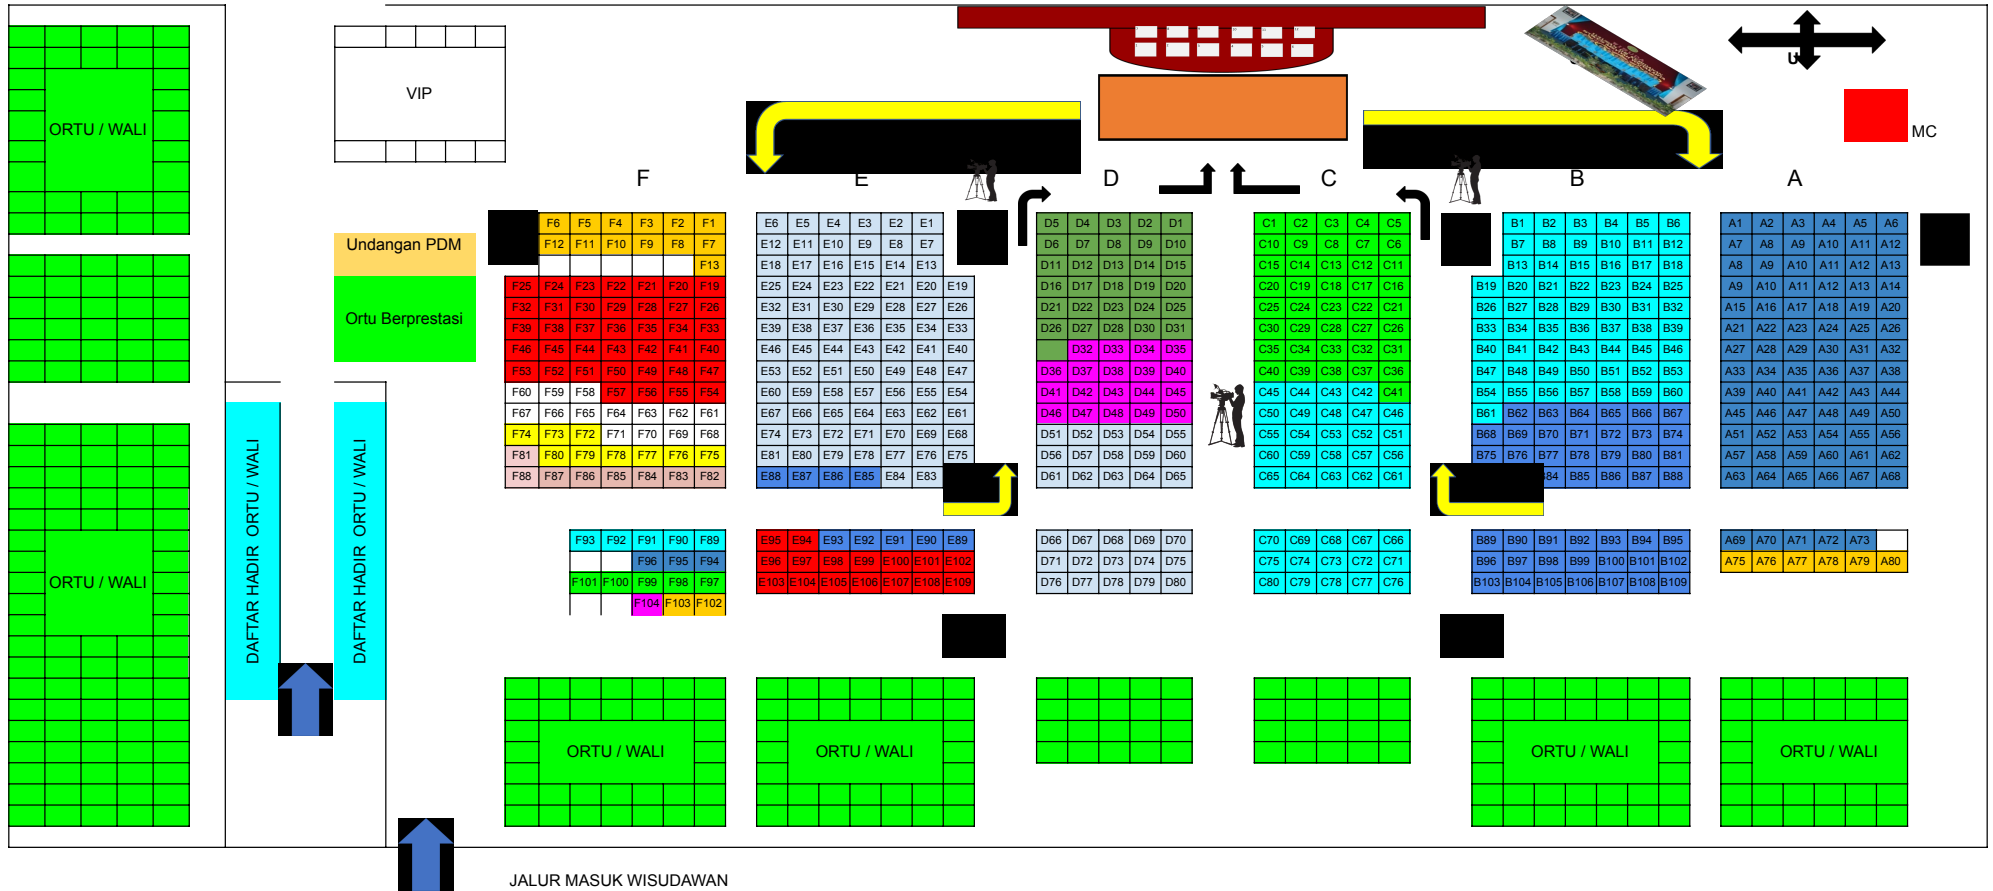 U
MC
VIP
ORTU / WALI
F E D C B A
F6 F5 F4 F3 F2 F1 E6 E5 E4 E3 E2 E1 D5 D4 D3 D2 D1 C1 C2 C3 C4 C5 B1 B2 B3 B4 B5 B6 A1 A2 A3 A4 A5 A6
Undangan PDM
F12 F11 F10 F9 F8 F7 E12 E11 E10 E9 E8 E7 D6 D7 D8 D9 D10 C10 C9 C8 C7 C6 B7 B8 B9 B10 B11 B12 A7 A8 A9 A10 A11 A12
F13 E18 E17 E16 E15 E14 E13 D11 D12 D13 D14 D15 C15 C14 C13 C12 C11 B13 B14 B15 B16 B17 B18 A8 A9 A10 A11 A12 A13
F25 F24 F23 F22 F21 F20 F19 E25 E24 E23 E22 E21 E20 E19 D16 D17 D18 D19 D20 C20 C19 C18 C17 C16 B19 B20 B21 B22 B23 B24 B25 A9 A10 A11 A12 A13 A14
Ortu Berprestasi
F32 F31 F30 F29 F28 F27 F26 E32 E31 E30 E29 E28 E27 E26 D21 D22 D23 D24 D25 C25 C24 C23 C22 C21 B26 B27 B28 B29 B30 B31 B32 A15 A16 A17 A18 A19 A20
F39 F38 F37 F36 F35 F34 F33 E39 E38 E37 E36 E35 E34 E33 D26 D27 D28 D30 D31 C30 C29 C28 C27 C26 B33 B34 B35 B36 B37 B38 B39 A21 A22 A23 A24 A25 A26
F46 F45 F44 F43 F42 F41 F40 E46 E45 E44 E43 E42 E41 E40 D32 D33 D34 D35 C35 C34 C33 C32 C31 B40 B41 B42 B43 B44 B45 B46 A27 A28 A29 A30 A31 A32
F53 F52 F51 F50 F49 F48 F47 E53 E52 E51 E50 E49 E48 E47 D36 D37 D38 D39 D40 C40 C39 C38 C37 C36 B47 B48 B49 B50 B51 B52 B53 A33 A34 A35 A36 A37 A38
F60 F59 F58 F57 F56 F55 F54 E60 E59 E58 E57 E56 E55 E54 D41 D42 D43 D44 D45 C45 C44 C43 C42 C41 B54 B55 B56 B57 B58 B59 B60 A39 A40 A41 A42 A43 A44
F67 F66 F65 F64 F63 F62 F61 E67 E66 E65 E64 E63 E62 E61 D46 D47 D48 D49 D50 C50 C49 C48 C47 C46 B61 B62 B63 B64 B65 B66 B67 A45 A46 A47 A48 A49 A50
F74 F73 F72 F71 F70 F69 F68 E74 E73 E72 E71 E70 E69 E68 D51 D52 D53 D54 D55 C55 C54 C53 C52 C51 B68 B69 B70 B71 B72 B73 B74 A51 A52 A53 A54 A55 A56
F81 F80 F79 F78 F77 F76 F75 E81 E80 E79 E78 E77 E76 E75 D56 D57 D58 D59 D60 C60 C59 C58 C57 C56 B75 B76 B77 B78 B79 B80 B81 A57 A58 A59 A60 A61 A62
F88 F87 F86 F85 F84 F83 F82 E88 E87 E86 E85 E84 E83 D61 D62 D63 D64 D65 C65 C64 C63 C62 C61 B84 B85 B86 B87 B88 A63 A64 A65 A66 A67 A68
DAFTAR HADIR ORTU / WALI
DAFTAR HADIR ORTU / WALI
F93 F92 F91 F90 F89 E95 E94 E93 E92 E91 E90 E89 D66 D67 D68 D69 D70 C70 C69 C68 C67 C66 B89 B90 B91 B92 B93 B94 B95 A69 A70 A71 A72 A73
F96 F95 F94 E96 E97 E98 E99 E100 E101 E102 D71 D72 D73 D74 D75 C75 C74 C73 C72 C71 B96 B97 B98 B99 B100 B101 B102 A75 A76 A77 A78 A79 A80
ORTU / WALI
F101 F100 F99 F98 F97 E103 E104 E105 E106 E107 E108 E109 D76 D77 D78 D79 D80 C80 C79 C78 C77 C76 B103 B104 B105 B106 B107 B108 B109
F104 F103 F102
ORTU / WALI ORTU / WALI ORTU / WALI ORTU / WALI
JALUR MASUK WISUDAWAN